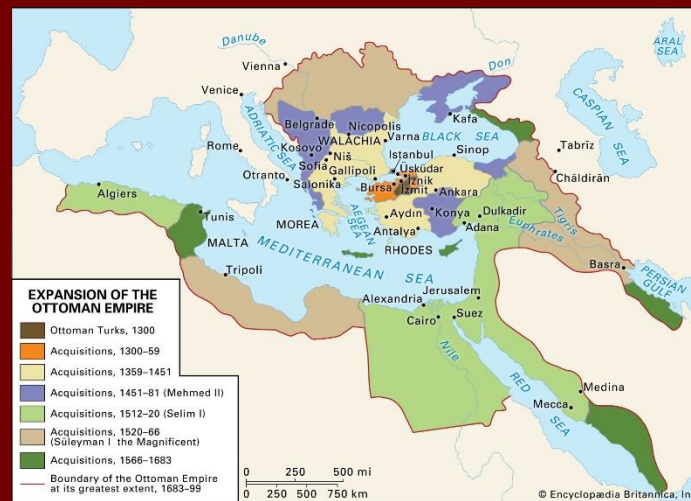 Danube
Vienna
Don
ARAL
SEA
Venice
ADRIATIC SEA
Belgrade
Nicopolis
WALACHIA
Kafa
CASPIAN SEA
Rome
Kosovo
Niš
Varna
BLACK SEA
Sofia
Istanbul
Sinop
Tabrīz
Otranto
Gallipoli
Üsküdar
Chāldirān
Salonika
Bursa
İznik
İzmit
Ankara
Algiers
Tunis
MOREA
AEGEAN
SEA
Aydın
Konya
Dulkadir
Tigris
MALTA
Antalya
Adana
Euphrates
MEDITERRANEAN SEA
RHODES
Tripoli
Basra
PERSIAN
GULF
Jerusalem
Alexandria
Cairo
Suez
Nile
RED
SEA
Medina
Mecca
EXPANSION OF THE
OTTOMAN EMPIRE
Ottoman Turks, 1300
Acquisitions, 1300–59
Acquisitions, 1359–1451
Acquisitions, 1451–81 (Mehmed II)
Acquisitions, 1512–20 (Selim I)
Acquisitions, 1520–66
(Süleyman I the Magnificent)
Acquisitions, 1566–1683
Boundary of the Ottoman Empire
at its greatest extent, 1683–99
0 250 500 mi
0 250 500 750 km
© Encyclopædia Britannica, Inc